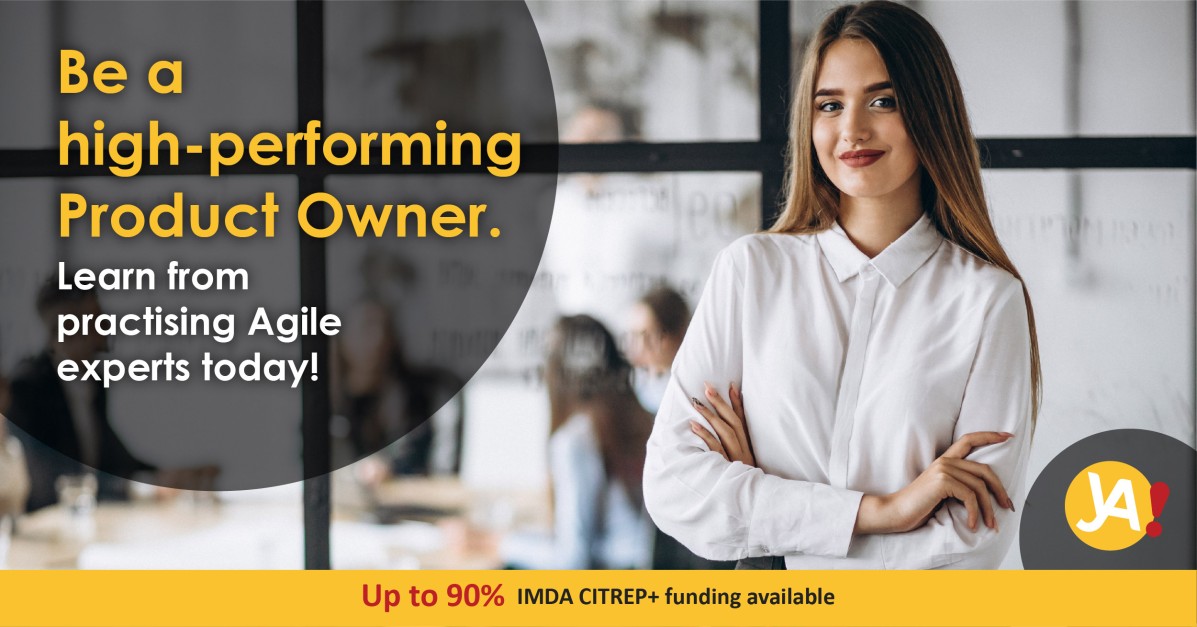 Be a
high-performing
Product Owner.
Learn from
practising Agile
experts today!
JA!
Up to 90% IMDA CITREP+ funding available